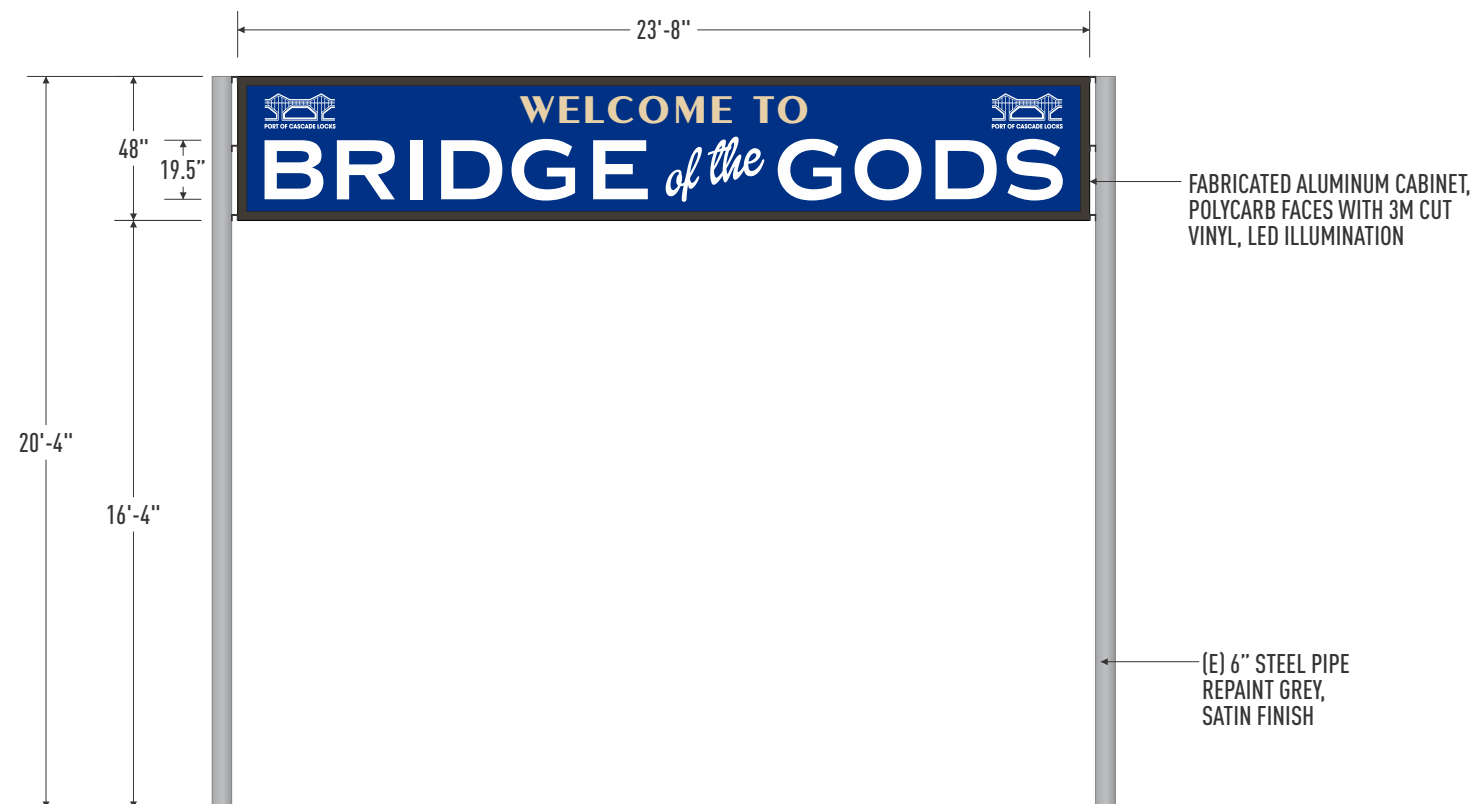 23'-8"
WELCOME TO
PORT OF CASCADE LOCKS
PORT OF CASCADE LOCKS
BRIDGE of the GODS
48"
19.5”
FABRICATED ALUMINUM CABINET,
POLYCARB FACES WITH 3M CUT
VINYL, LED ILLUMINATION
20'-4"
16'-4"
(E) 6” STEEL PIPE
REPAINT GREY,
SATIN FINISH